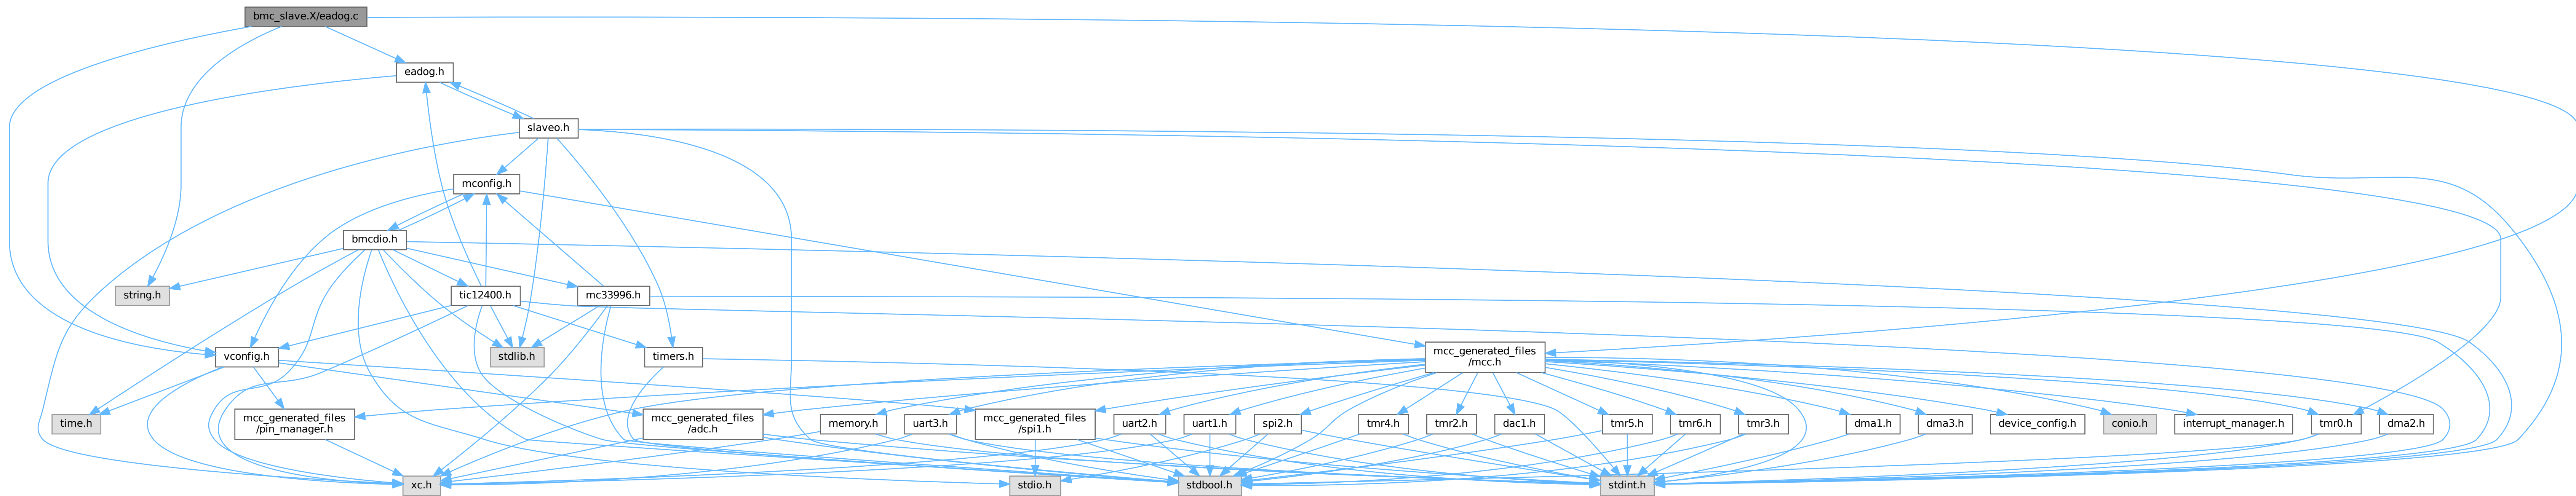 bmc_slave.X/eadog.c
eadog.h
slaveo.h
mconfig.h
bmcdio.h
string.h
tic12400.h
mc33996.h
vconfig.h
stdlib.h
timers.h
mcc_generated_files
/mcc.h
time.h
mcc_generated_files
/pin_manager.h
mcc_generated_files
/adc.h
memory.h
uart3.h
mcc_generated_files
/spi1.h
uart2.h
uart1.h
spi2.h
tmr4.h
tmr2.h
dac1.h
tmr5.h
tmr6.h
tmr3.h
dma1.h
dma3.h
device_config.h
conio.h
interrupt_manager.h
tmr0.h
dma2.h
xc.h
stdio.h
stdbool.h
stdint.h